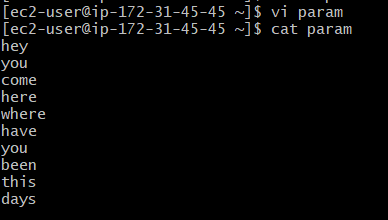 [ec2-user@ip-172-31-45-45 ~]$ vi param
[ec2-user@ip-172-31-45-45 ~]$ cat param
hey
you
come
here
where
have
you
been
this
days